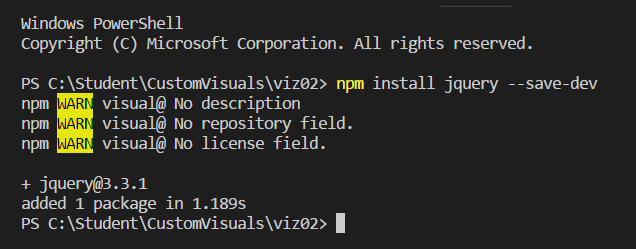 Windows PowerShell
Copyright (C) Microsoft Corporation. All rights reserved.
PS C:\Student\CustomVisuals\viz02> npm install jquery --save-dev
npm WARN visual@ No description
npm WARN visual@ No repository field.
npm WARN visual@ No license field.
+ jquery@3.3.1
added 1 package in 1.189s
PS C:\Student\CustomVisuals\viz02>